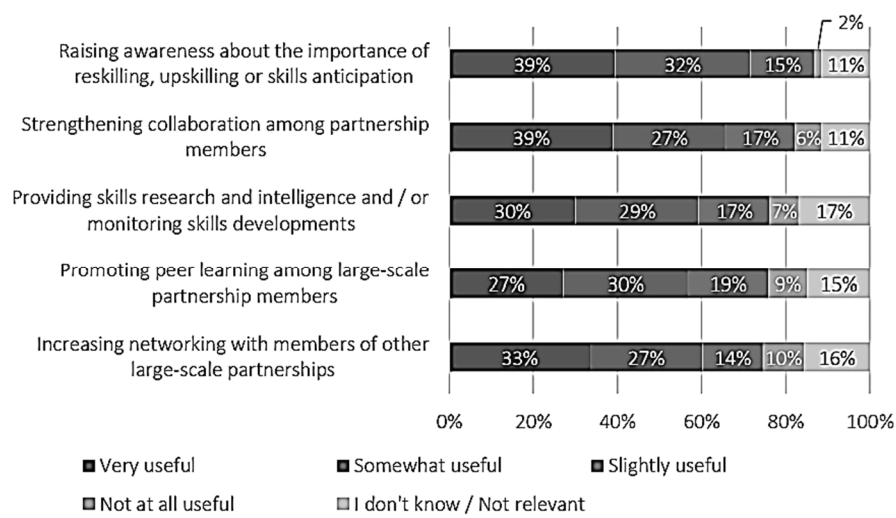 2%
Raising awareness about the importance of
reskilling, upskilling or skills anticipation
39% 32% 15% 11%
Strengthening collaboration among partnership
members
39% 27% 17% 6% 11%
Providing skills research and intelligence and / or
monitoring skills developments
30% 29% 17% 7% 17%
Promoting peer learning among large-scale
partnership members
27% 30% 19% 9% 15%
Increasing networking with members of other
large-scale partnerships
33% 27% 14% 10% 16%
0% 20% 40% 60% 80% 100%
Very useful Somewhat useful Slightly useful
Not at all useful I don't know / Not relevant